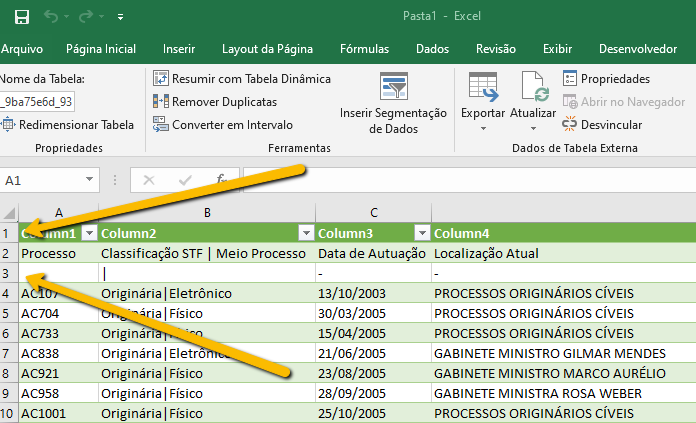 Pasta1 - Excel
Arquivo Página Inicial Inserir Layout da Página Fórmulas Dados Revisão Exibir Desenvolvedor
Nome da Tabela:
_9ba75e6d_93
Redimensionar Tabela
Propriedades
Resumir com Tabela Dinâmica
Remover Duplicatas
Converter em Intervalo
Inserir Segmentação
de Dados
Ferramentas
Exportar
Atualizar
Propriedades
Abrir no Navegador
Desvincular
Dados de Tabela Externa
A1
A B C
1 Column1 Column2 Column3 Column4
2 Processo Classificação STF | Meio Processo Data de Autuação Localização Atual
3 | - -
4 AC107 Originária|Eletrônico 13/10/2003 PROCESSOS ORIGINÁRIOS CÍVEIS
5 AC704 Originária|Físico 30/03/2005 PROCESSOS ORIGINÁRIOS CÍVEIS
6 AC733 Originária|Físico 15/04/2005 PROCESSOS ORIGINÁRIOS CÍVEIS
7 AC838 Originária|Eletrônico 21/06/2005 GABINETE MINISTRO GILMAR MENDES
8 AC921 Originária|Físico 23/08/2005 GABINETE MINISTRO MARCO AURÉLIO
9 AC958 Originária|Físico 28/09/2005 GABINETE MINISTRA ROSA WEBER
10 AC1001 Originária|Físico 25/10/2005 PROCESSOS ORIGINÁRIOS CÍVEIS